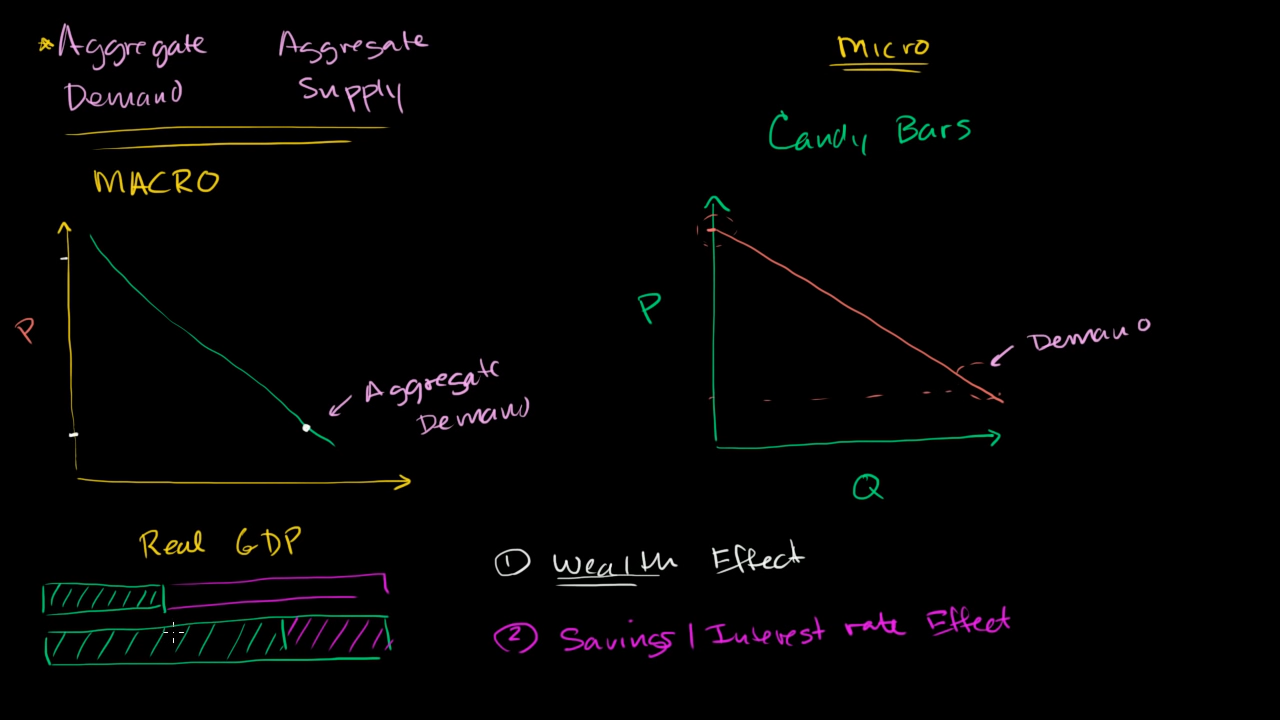 Aggregate Demand
Aggregate Supply
MACRO
P
Aggregate
Demand
Real GDP
Micro
Candy Bars
P
Demand
Q
① Wealth Effect
② Savings / Interest rate Effect